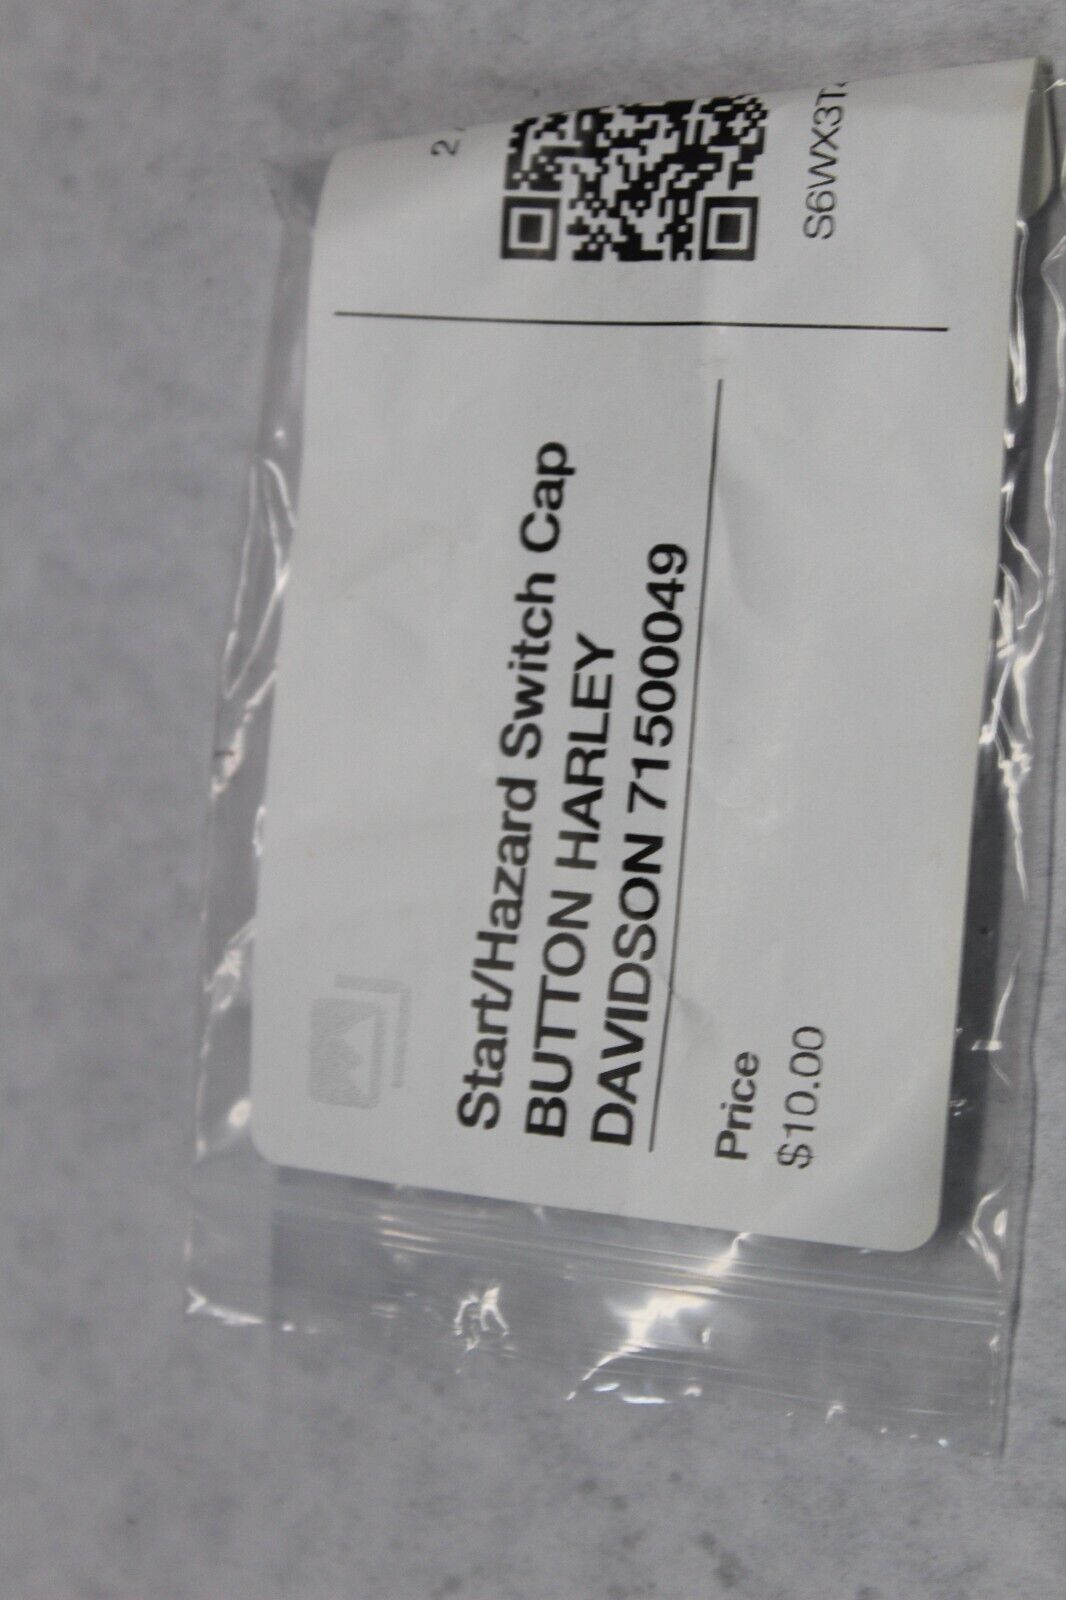 Start/Hazard Switch Cap
BUTTON HARLEY
DAVIDSON 71500049
Price
$10.00